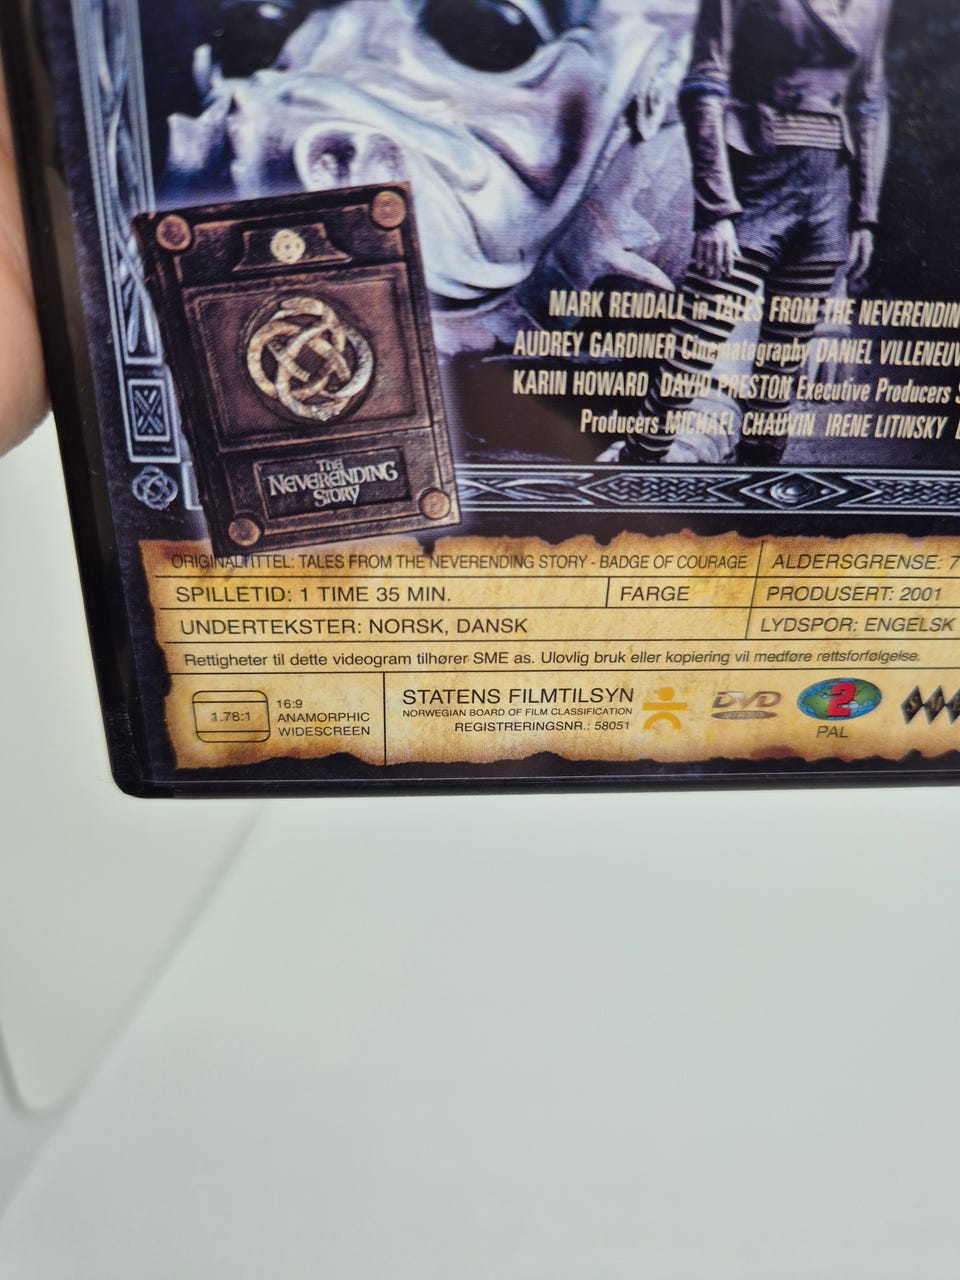 MARK RENDALL in TALES FROM THE NEVERENDIN
AUDREY GARDINER Cinematography DANIEL VILLENEUV
KARIN HOWARD DAVID PRESTON Executive Producers
Producers MICHAEL CHAUVIN IRENE LITINSKY
THE
NEVERENDING
STORY
ORIGINALTITTEL: TALES FROM THE NEVERENDING STORY - BADGE OF COURAGE
ALDERSGRENSE: 7
SPILLETID: 1 TIME 35 MIN.
FARGE
PRODUSERT: 2001
UNDERTEKSTER: NORSK, DANSK
LYDSPOR: ENGELSK
Rettigheter til dette videogram tilhører SME as. Ulovlig bruk eller kopiering vil medføre rettsforfølgelse.
1.78:1
16:9
ANAMORPHIC
WIDESCREEN
STATENS FILMTILSYN
NORWEGIAN BOARD OF FILM CLASSIFICATION
REGISTRERINGSNR.: 58051
DVD
2
PAL